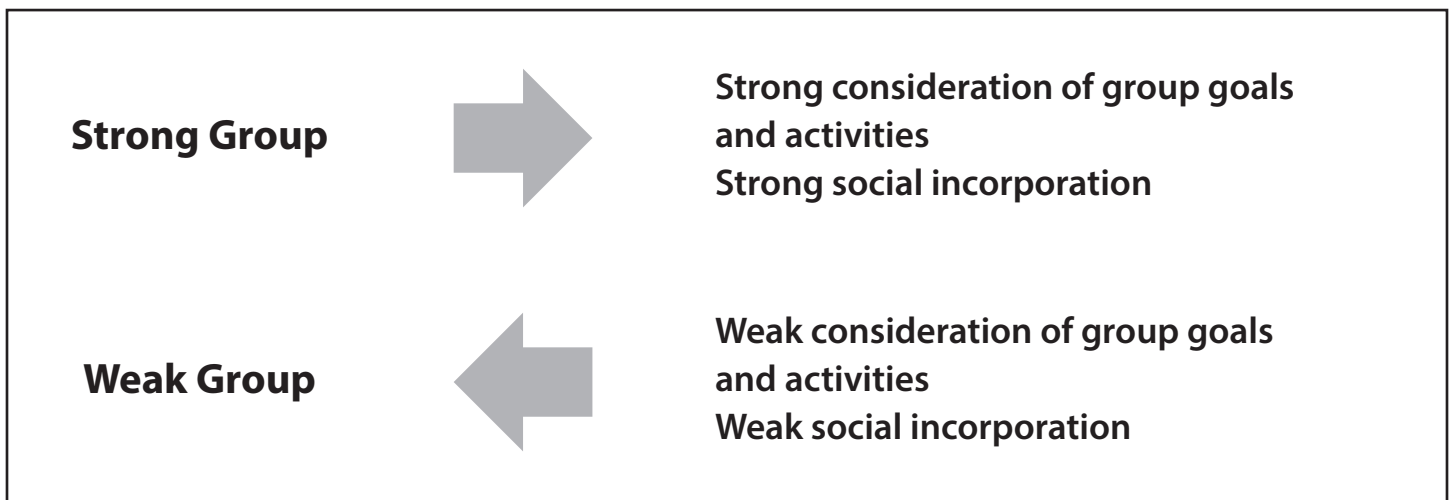 Strong Group
Strong consideration of group goals
and activities
Strong social incorporation
Weak Group
Weak consideration of group goals
and activities
Weak social incorporation